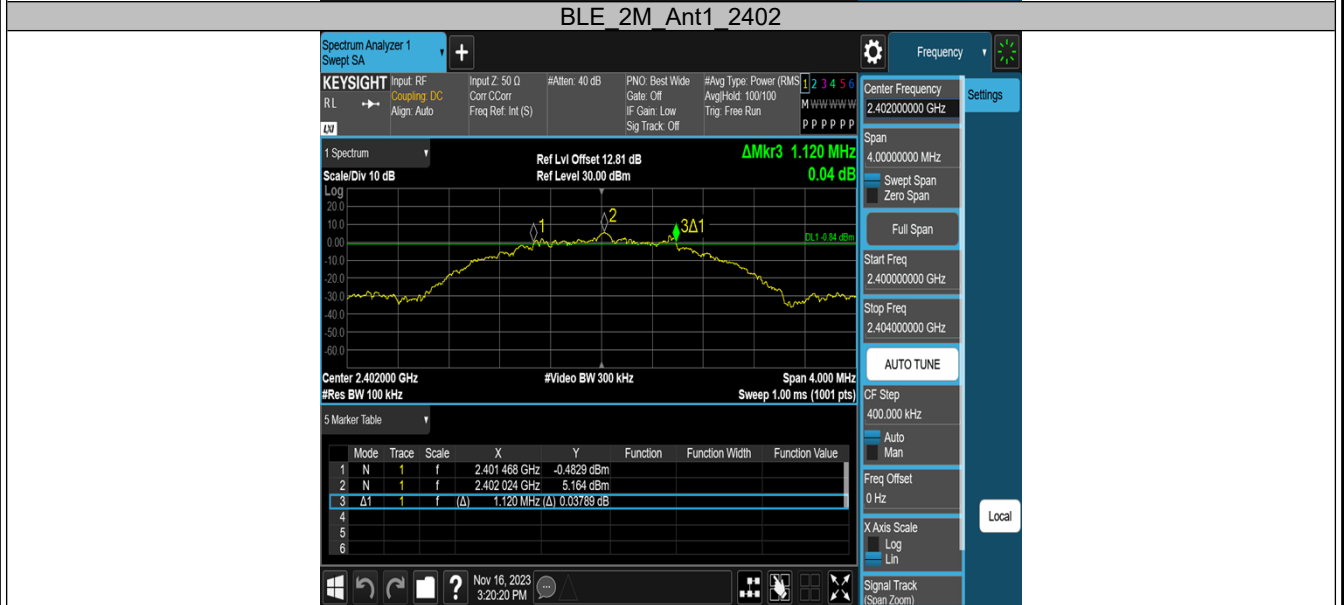 BLE_2M_Ant1_2402
Spectrum Analyzer 1
Swept SA
+
Frequency
KEYSIGHT
RL
LXI
Input: RF
Coupling: DC
Align: Auto
Input Z: 50 Ω
Corr CCorr
Freq Ref: Int (S)
#Atten: 40 dB
PNO: Best Wide
Gate: Off
IF Gain: Low
Sig Track: Off
#Avg Type: Power (RMS
Avg|Hold: 100/100
Trig: Free Run
1 2 3 4 5 6
M W W W W W
P P P P P P
1 Spectrum
Scale/Div 10 dB
Log
Ref Lvl Offset 12.81 dB
Ref Level 30.00 dBm
ΔMkr3 1.120 MHz
0.04 dB
20.0
10.0
0.00
-10.0
-20.0
-30.0
-40.0
-50.0
-60.0
1
2
3Δ1
DL1 -0.84 dBm
Center 2.402000 GHz
#Video BW 300 kHz
Span 4.000 MHz
#Res BW 100 kHz
Sweep 1.00 ms (1001 pts)
5 Marker Table
Mode Trace Scale X Y Function Function Width Function Value
1 N 1 f 2.401 468 GHz -0.4829 dBm
2 N 1 f 2.402 024 GHz 5.164 dBm
3 Δ1 1 f (Δ) 1.120 MHz (Δ) 0.03789 dB
4
5
6
?
Nov 16, 2023
3:20:20 PM
Center Frequency
2.402000000 GHz
Settings
Span
4.00000000 MHz
Swept Span
Zero Span
Full Span
Start Freq
2.400000000 GHz
Stop Freq
2.404000000 GHz
AUTO TUNE
CF Step
400.000 kHz
Auto
Man
Freq Offset
0 Hz
X Axis Scale
Log
Lin
Local
Signal Track
(Span Zoom)